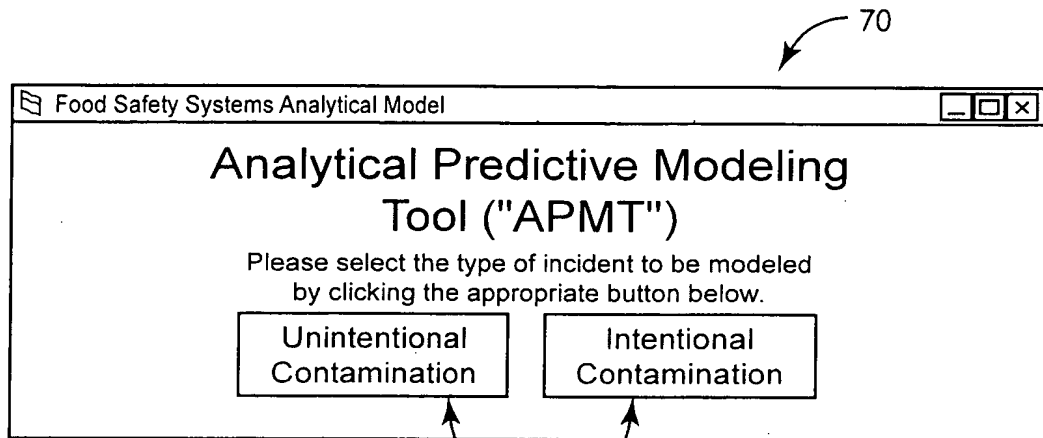 70
Food Safety Systems Analytical Model
Analytical Predictive Modeling
Tool ("APMT")
Please select the type of incident to be modeled
by clicking the appropriate button below.
Unintentional
Contamination
Intentional
Contamination